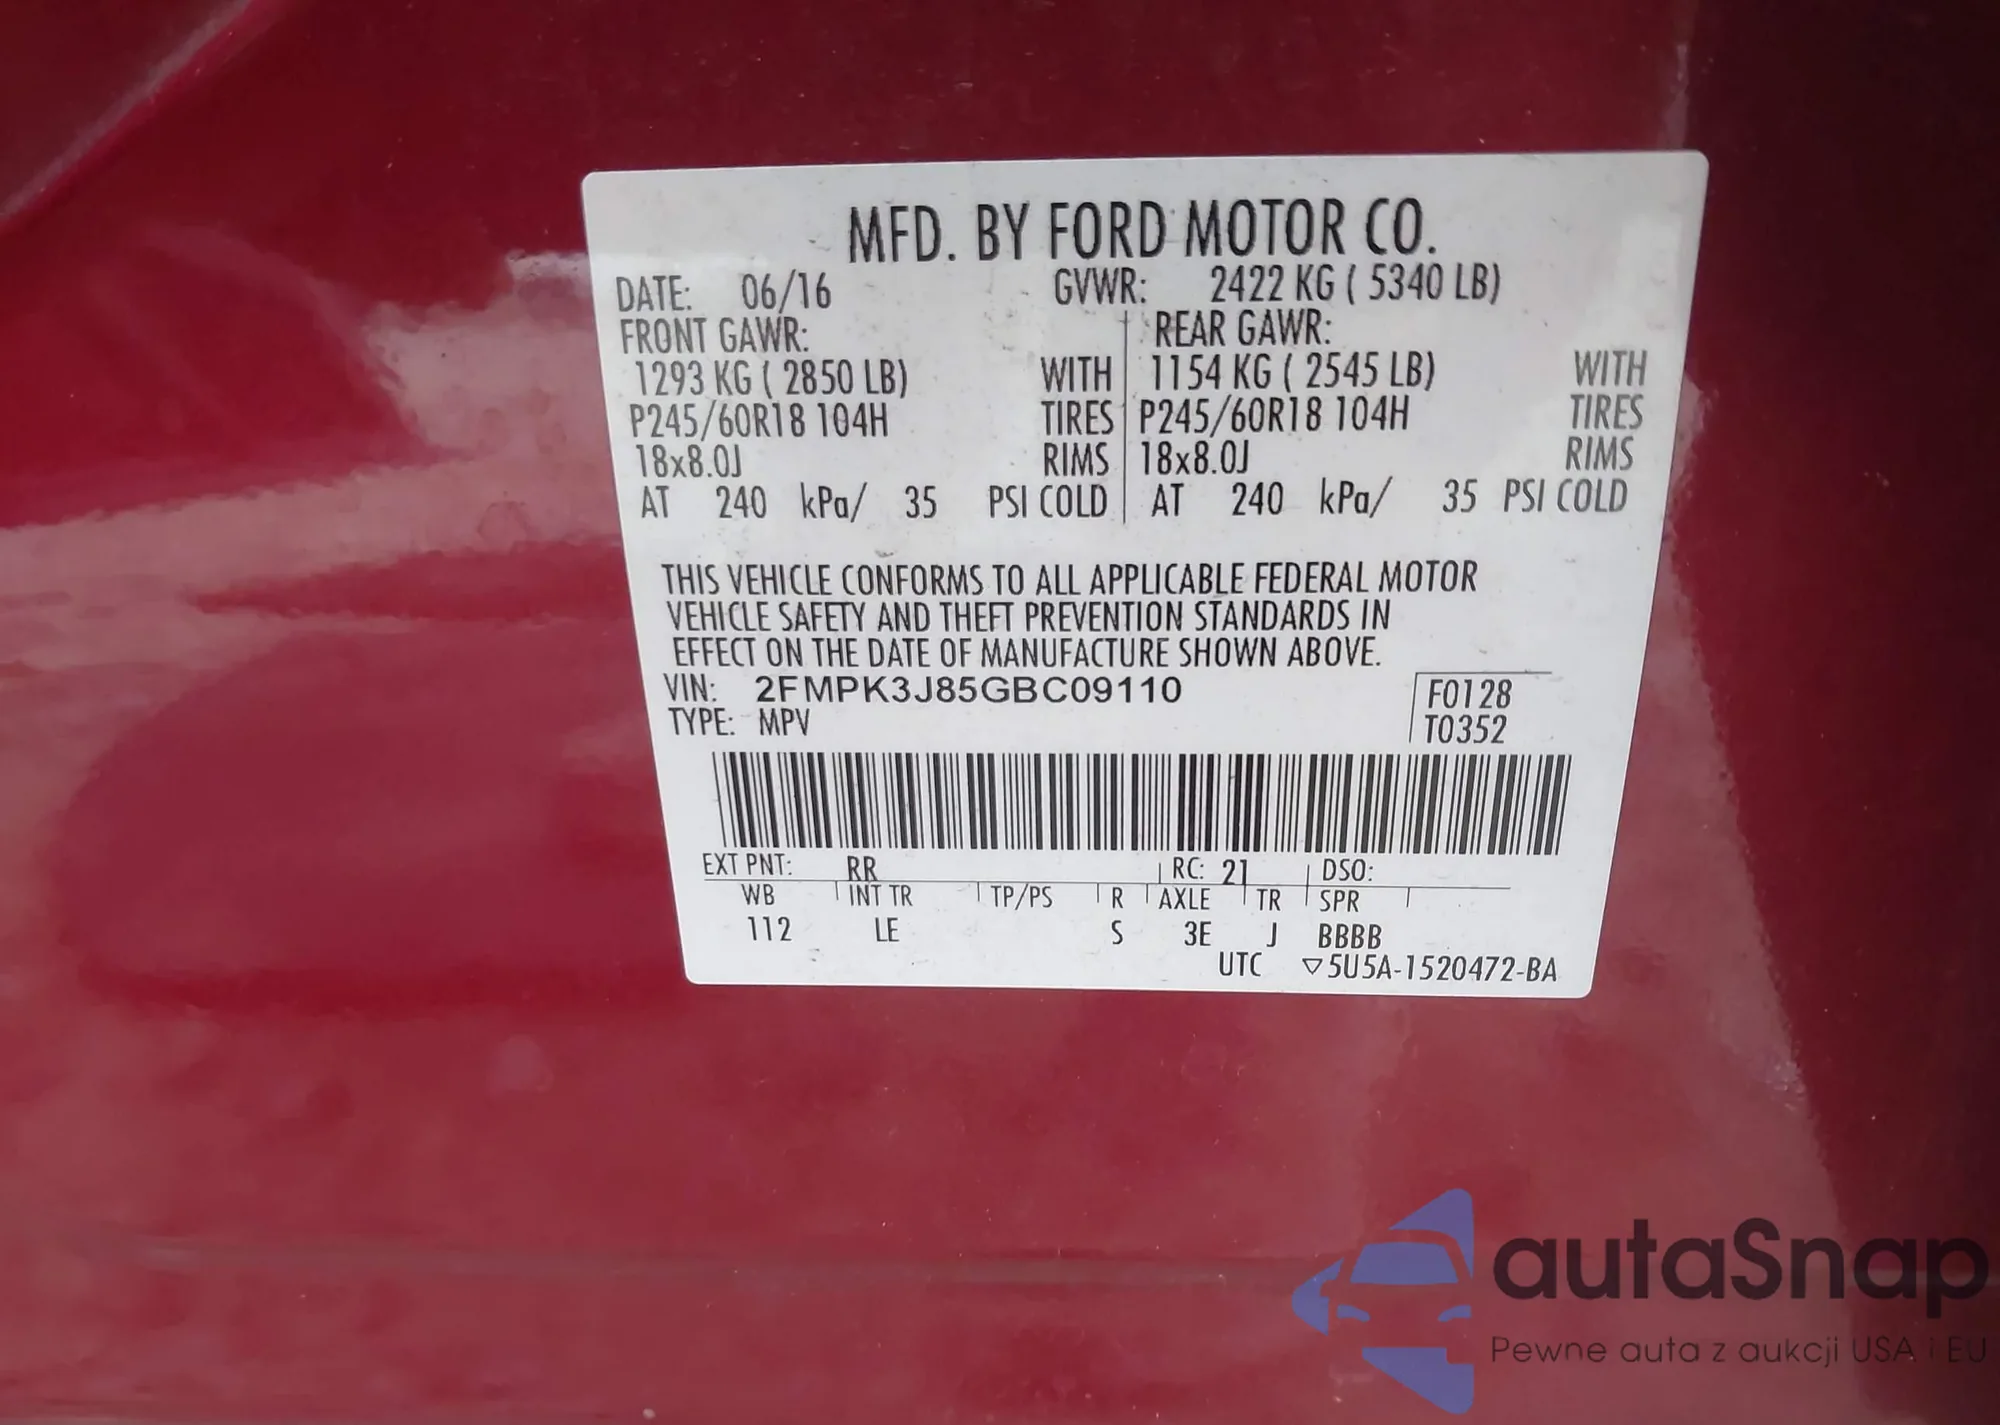 MFD. BY FORD MOTOR CO.
DATE: 06/16 GVWR: 2422 KG ( 5340 LB)
FRONT GAWR: REAR GAWR:
1293 KG ( 2850 LB) WITH 1154 KG ( 2545 LB) WITH
P245/60R18 104H TIRES P245/60R18 104H TIRES
18x8.0J RIMS 18x8.0J RIMS
AT 240 kPa/ 35 PSI COLD AT 240 kPa/ 35 PSI COLD
THIS VEHICLE CONFORMS TO ALL APPLICABLE FEDERAL MOTOR
VEHICLE SAFETY AND THEFT PREVENTION STANDARDS IN
EFFECT ON THE DATE OF MANUFACTURE SHOWN ABOVE.
VIN: 2FMPK3J85GBC09110 F0128
TYPE: MPV T0352
EXT PNT: RR RC: 21 DSO:
WB INT TR TP/PS R AXLE TR SPR
112 LE S 3E J BBBB
UTC ▽5U5A-1520472-BA
autaSnap
Pewne auta z aukcji USA i EU